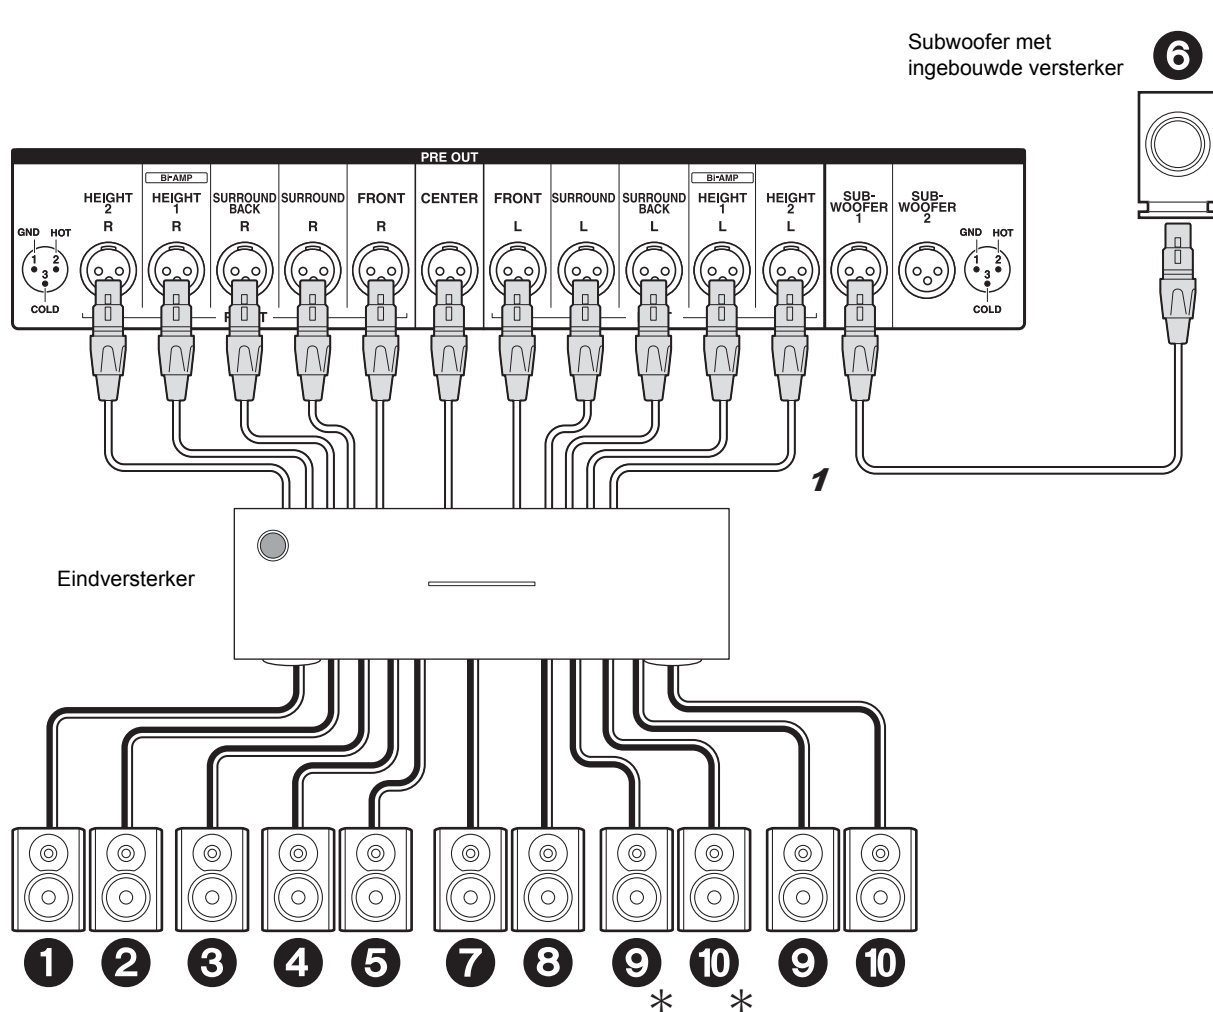 Subwoofer met
ingebouwde versterker
6
PRE OUT
HEIGHT 2 R
Bi-AMP
HEIGHT 1 R
SURROUND BACK R
SURROUND R
FRONT R
CENTER
FRONT L
SURROUND L
SURROUND BACK L
Bi-AMP
HEIGHT 1 L
HEIGHT 2 L
SUB-WOOFER 1
SUB-WOOFER 2
GND HOT
1 2
3
COLD
GND HOT
1 2
3
COLD
1
Eindversterker
1 2 3 4 5 7 8 9 10 9 10
* *